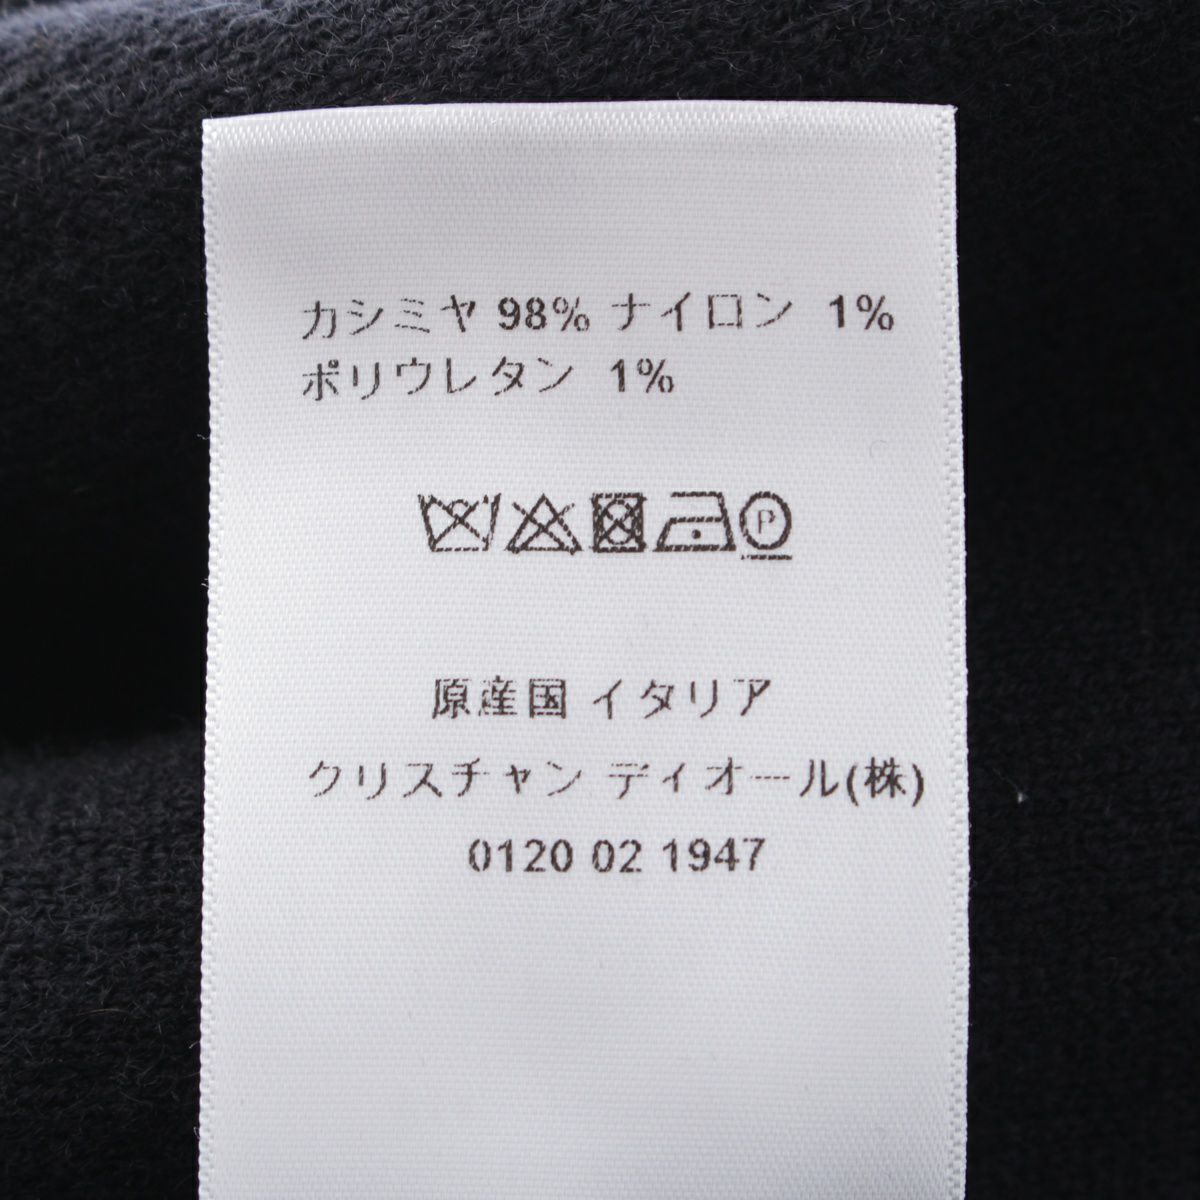 カシミヤ 98% ナイロン 1%
ポリウレタン 1%
P
原産国 イタリア
クリスチャン ディオール(株)
0120 02 1947